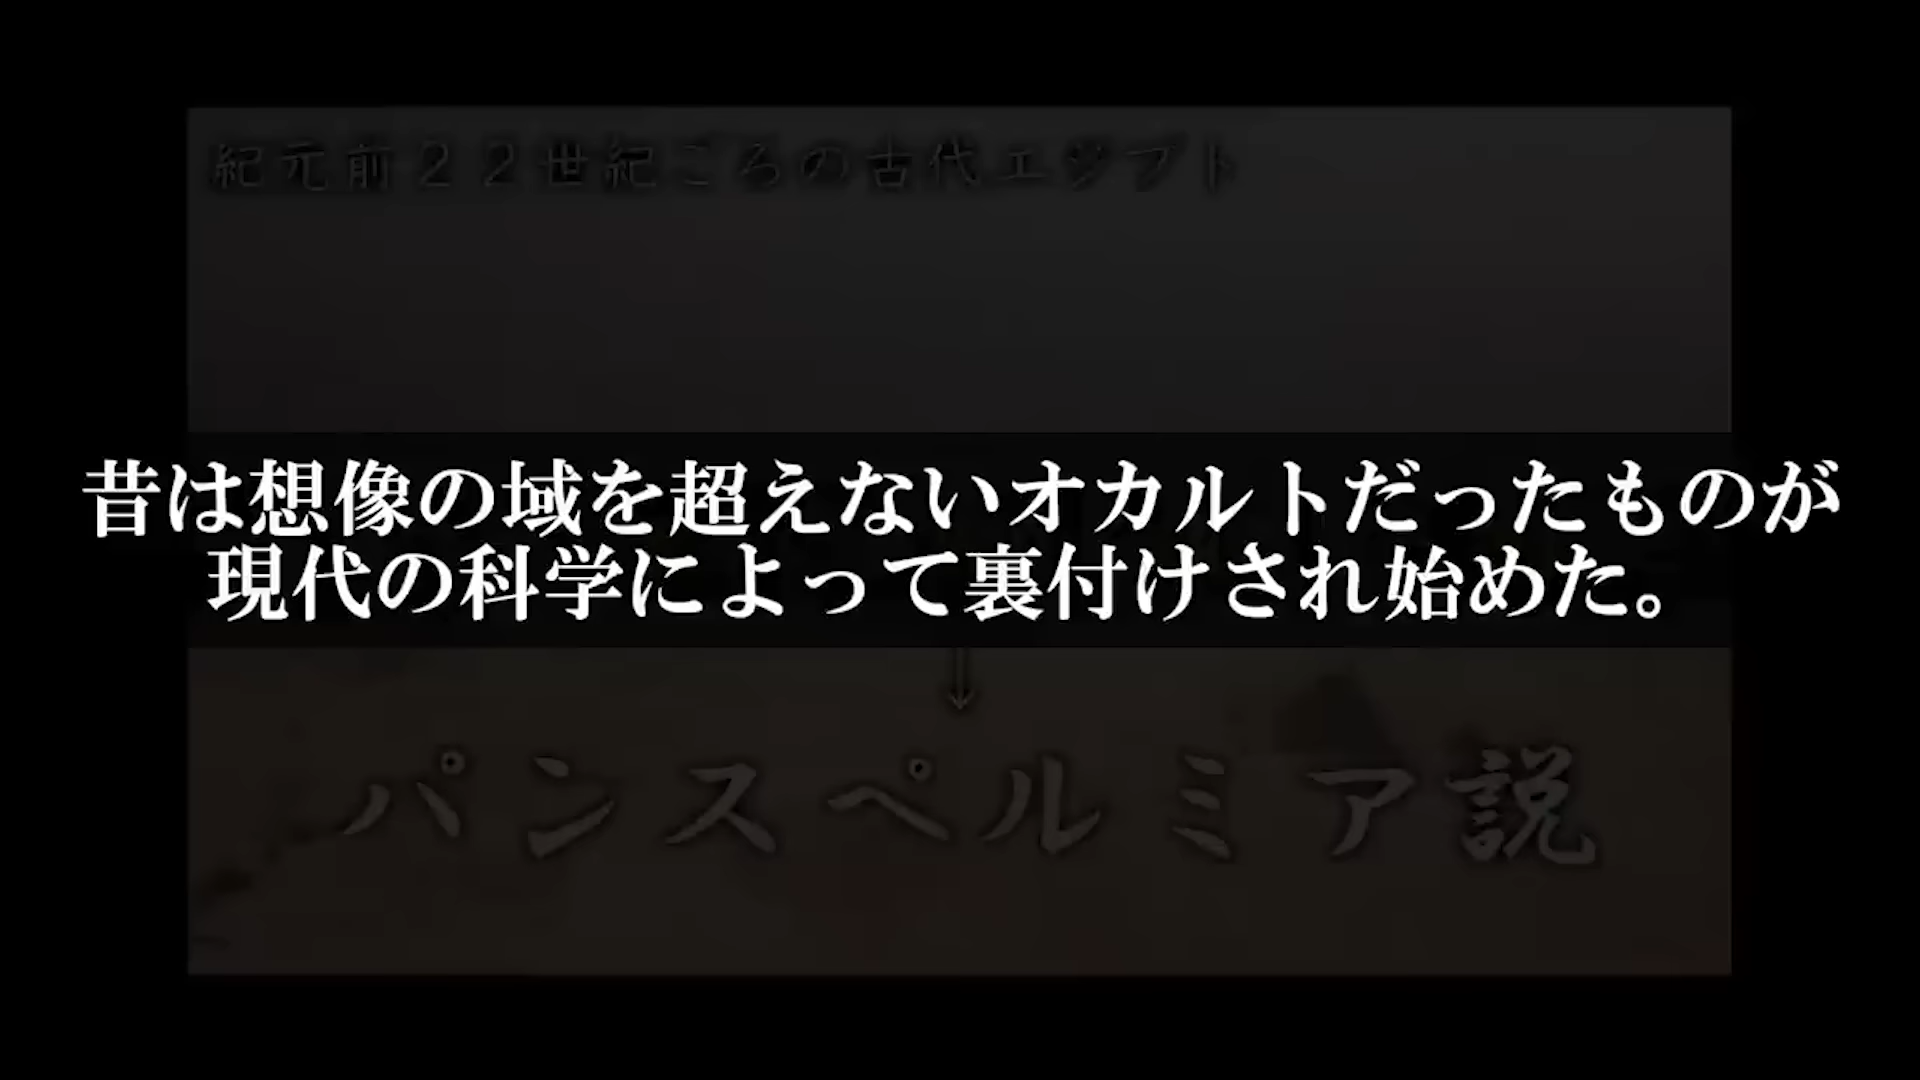 紀元前２２世紀ごろの古代エジプト
昔は想像の域を超えないオカルトだったものが
現代の科学によって裏付けされ始めた。
↓
パンスペルミア説